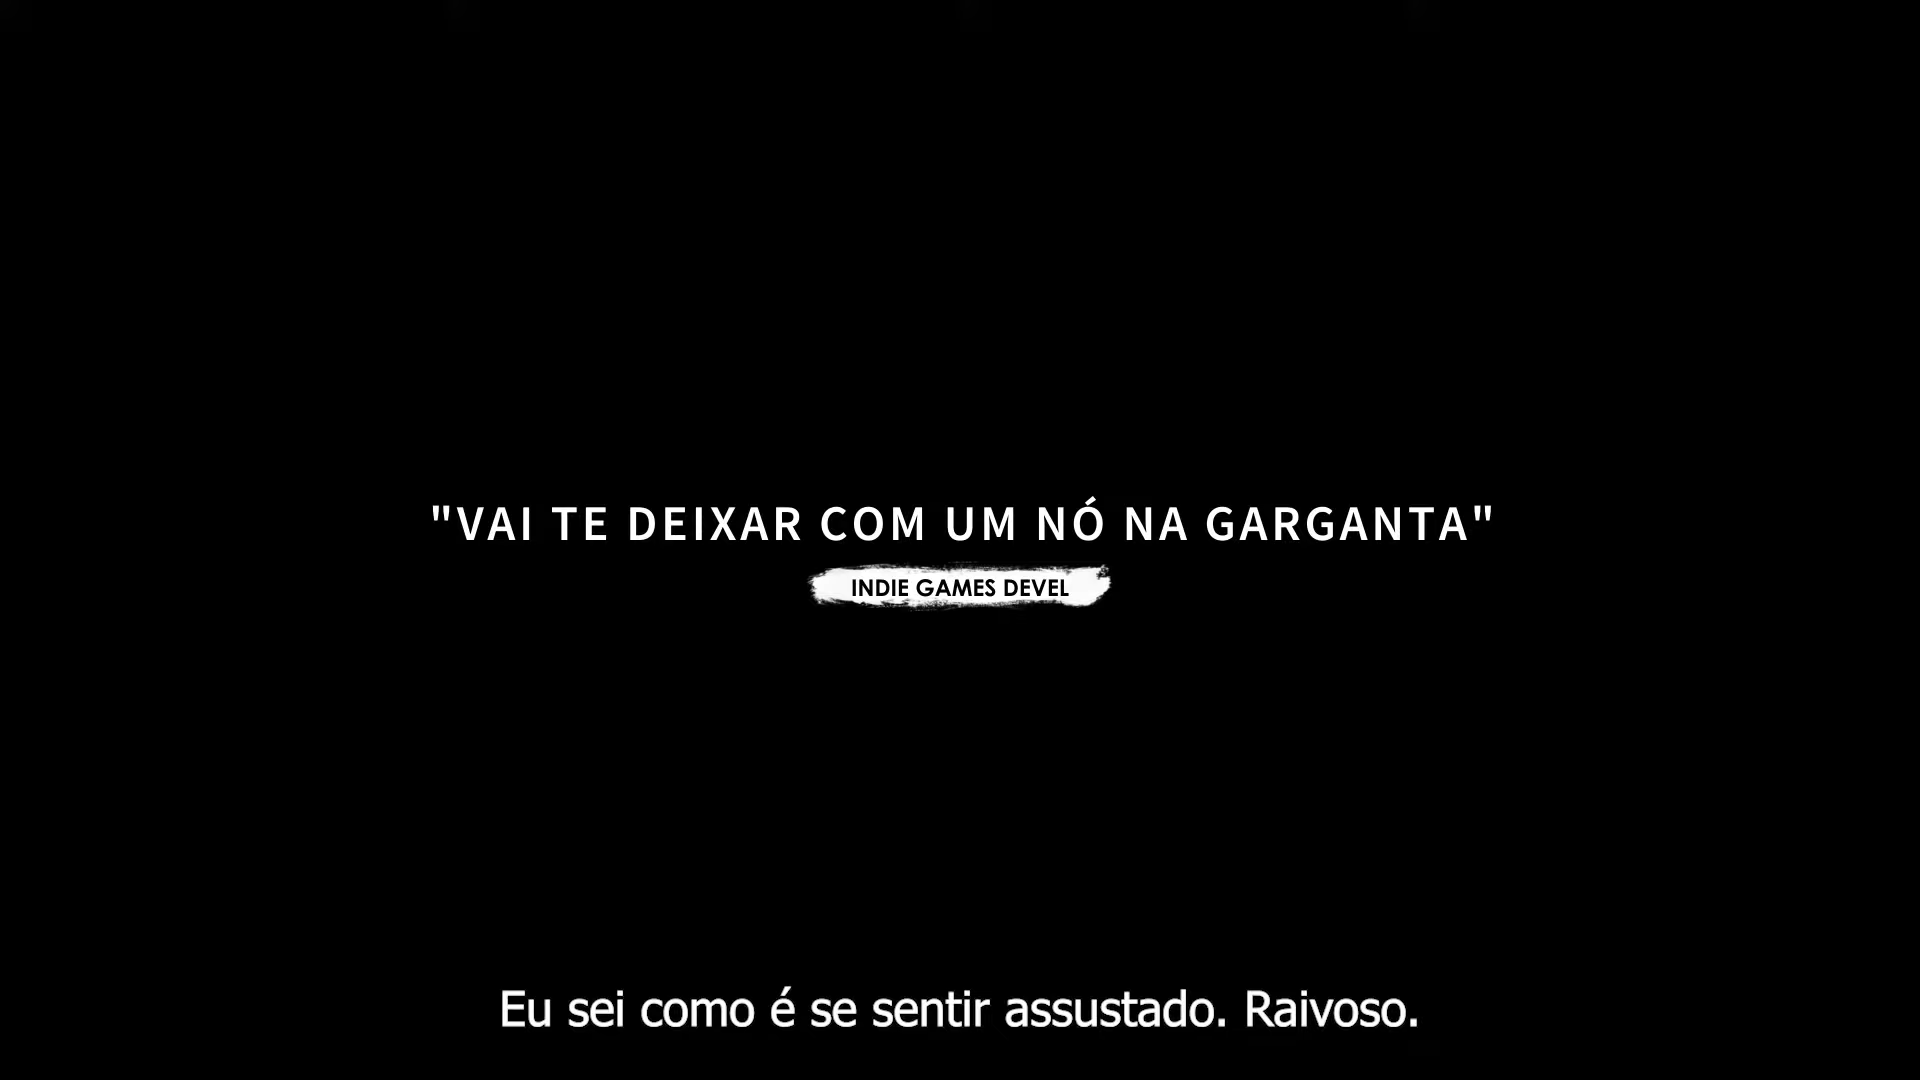 "VAI TE DEIXAR COM UM NÓ NA GARGANTA"
INDIE GAMES DEVEL
Eu sei como é se sentir assustado. Raivoso.